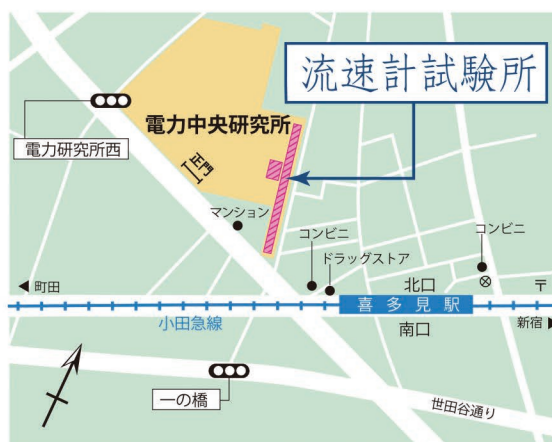 流速計試験所
電力中央研究所
電力研究所西
正門
マンション
コンビニ
コンビニ
ドラッグストア
北口
〒
町田
喜多見駅
小田急線
南口
新宿
一の橋
世田谷通り